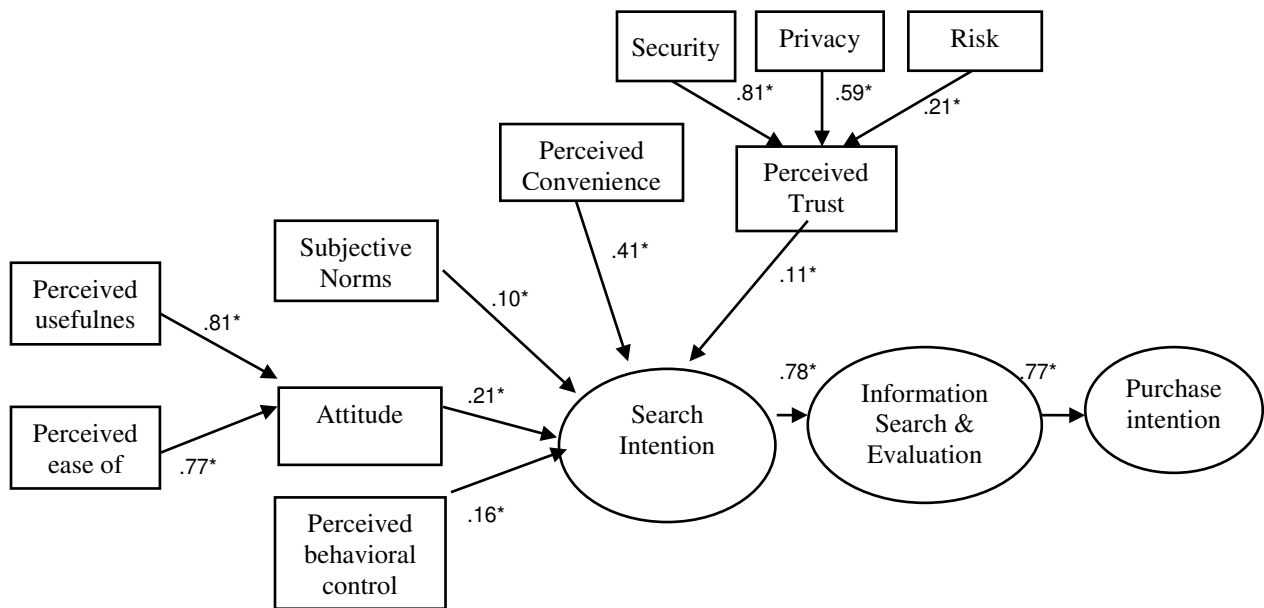 Security
Privacy
Risk
.81*
.59*
.21*
Perceived
Convenience
Perceived
Trust
.41*
.11*
Subjective
Norms
.10*
Perceived
usefulnes
.81*
Perceived
ease of
.77*
Attitude
.21*
Perceived
behavioral
control
.16*
Search
Intention
.78*
Information
Search &
Evaluation
.77*
Purchase
intention